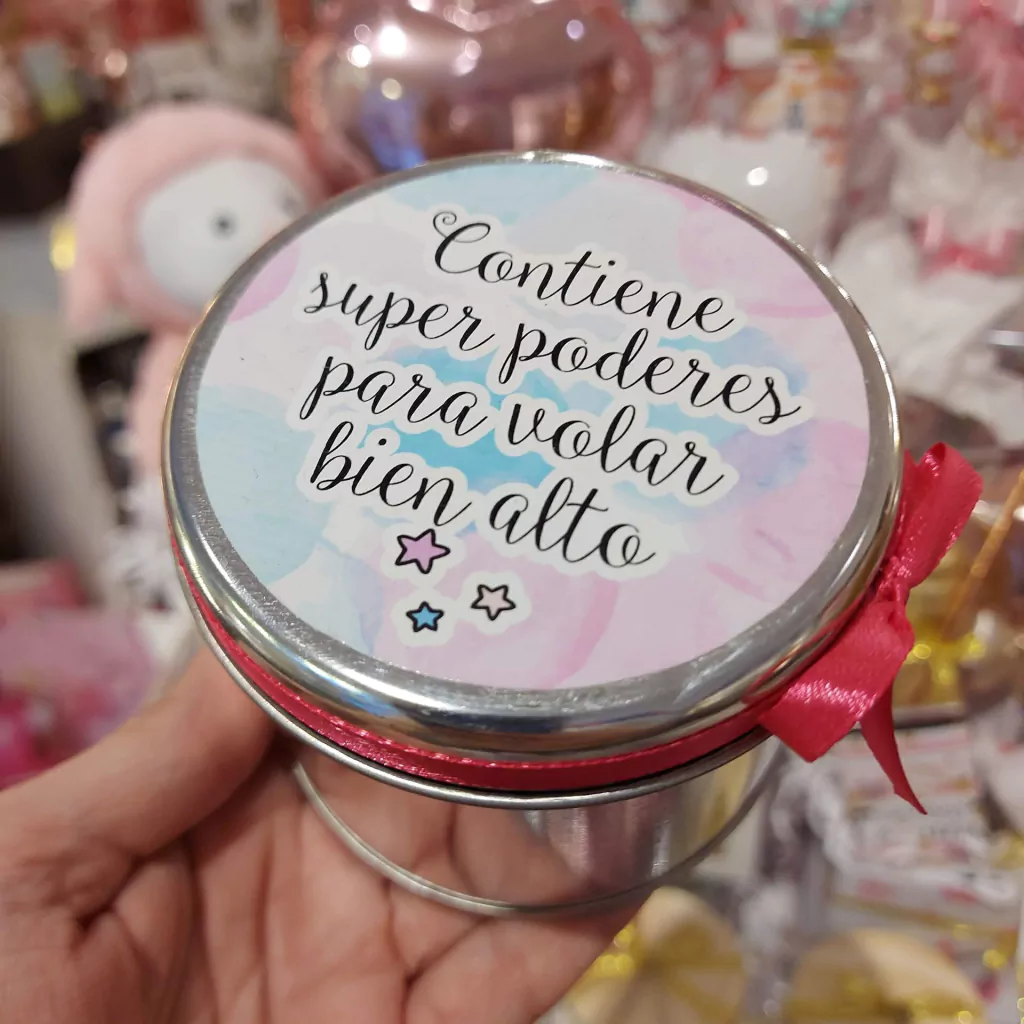 Contiene
super poderes
para volar
bien alto